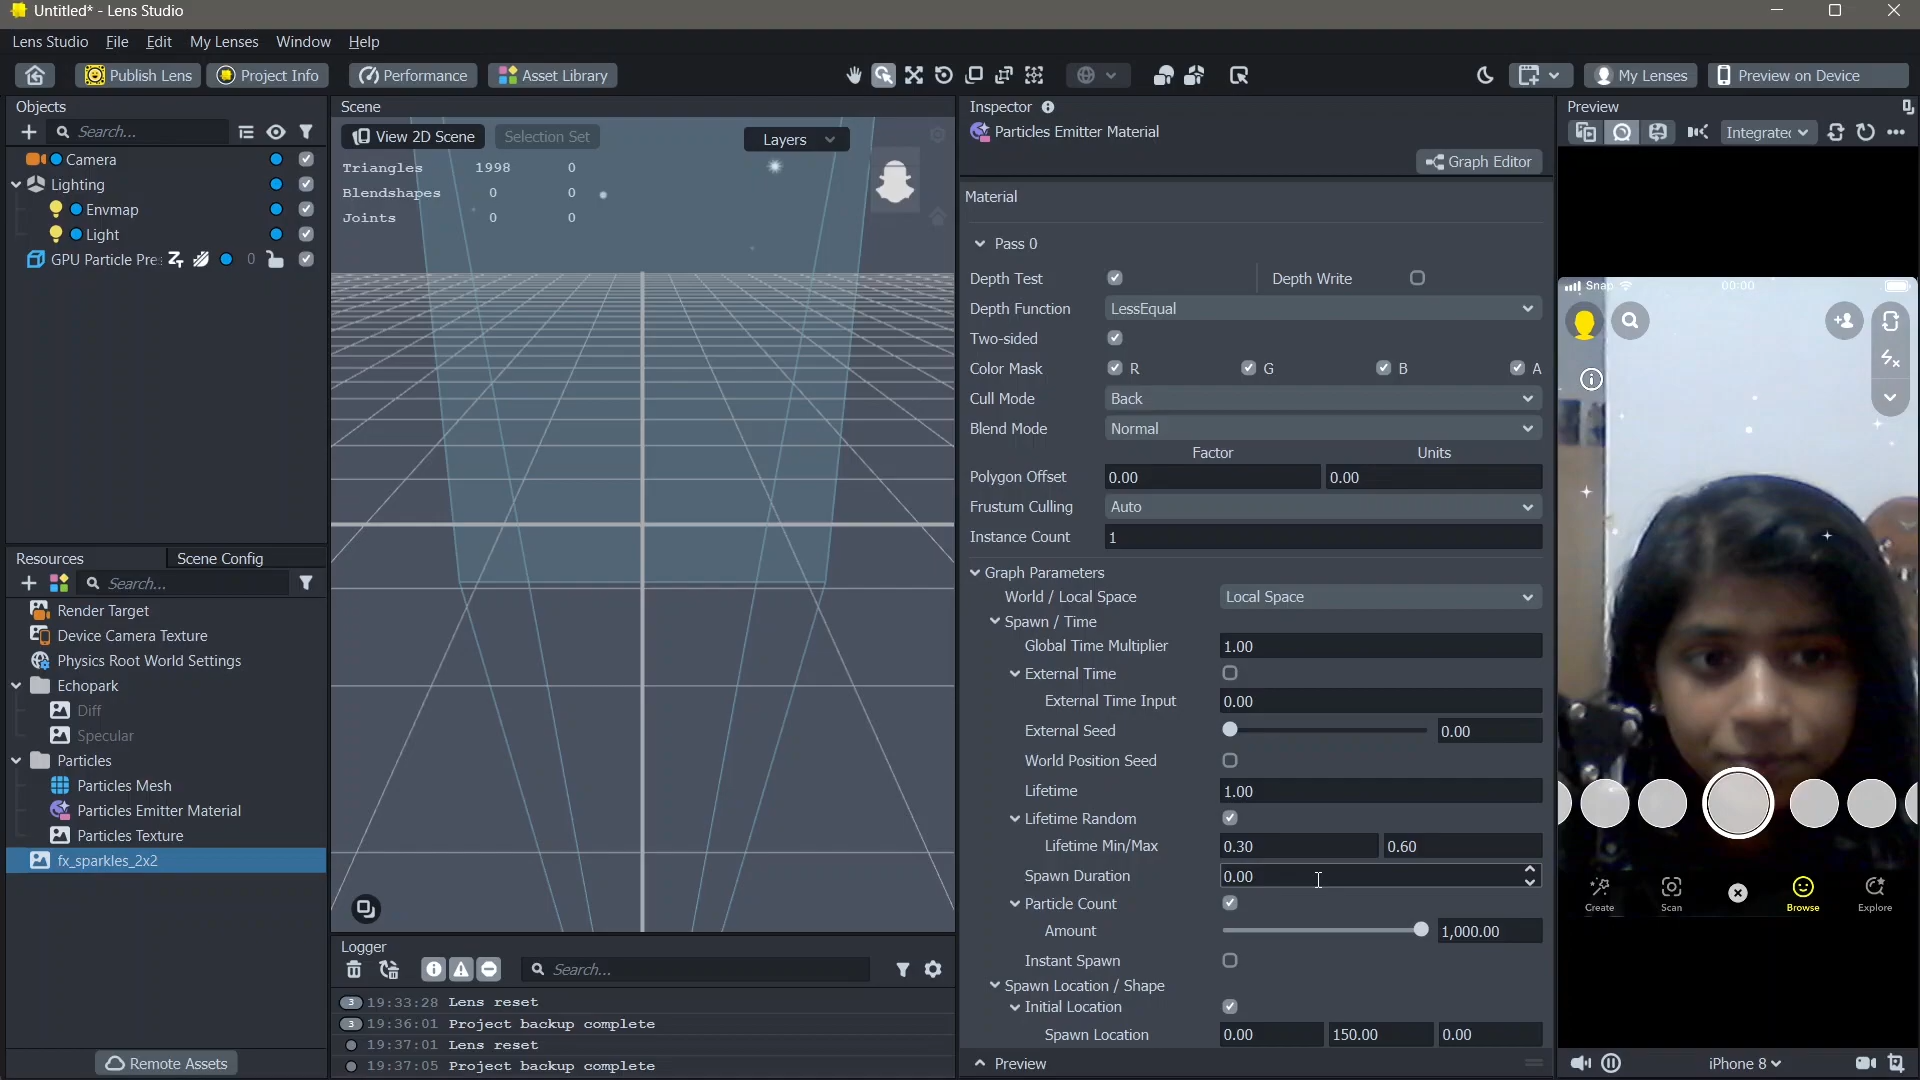 Untitled* - Lens Studio
Lens Studio File Edit My Lenses Window Help
Publish Lens Project Info Performance Asset Library My Lenses Preview on Device
Objects
Search...
Camera
Lighting
Envmap
Light
GPU Particle Pre: 0
Resources Scene Config
Search...
Render Target
Device Camera Texture
Physics Root World Settings
Echopark
Diff
Specular
Particles
Particles Mesh
Particles Emitter Material
Particles Texture
fx_sparkles_2x2
Remote Assets
Scene
View 2D Scene Selection Set Layers
Triangles 1998 0
Blendshapes 0 0
Joints 0 0
Logger
Search...
3 19:33:28 Lens reset
3 19:36:01 Project backup complete
19:37:01 Lens reset
19:37:05 Project backup complete
Inspector
Particles Emitter Material
Graph Editor
Material
Pass 0
Depth Test Depth Write
Depth Function LessEqual
Two-sided
Color Mask R G B A
Cull Mode Back
Blend Mode Normal
Factor Units
Polygon Offset 0.00 0.00
Frustum Culling Auto
Instance Count 1
Graph Parameters
World / Local Space Local Space
Spawn / Time
Global Time Multiplier 1.00
External Time
External Time Input 0.00
External Seed 0.00
World Position Seed
Lifetime 1.00
Lifetime Random
Lifetime Min/Max 0.30 0.60
Spawn Duration 0.00
Particle Count
Amount 1,000.00
Instant Spawn
Spawn Location / Shape
Initial Location
Spawn Location 0.00 150.00 0.00
Preview
Preview
Integrated
Snap 00:00
Create Scan Browse Explore
iPhone 8